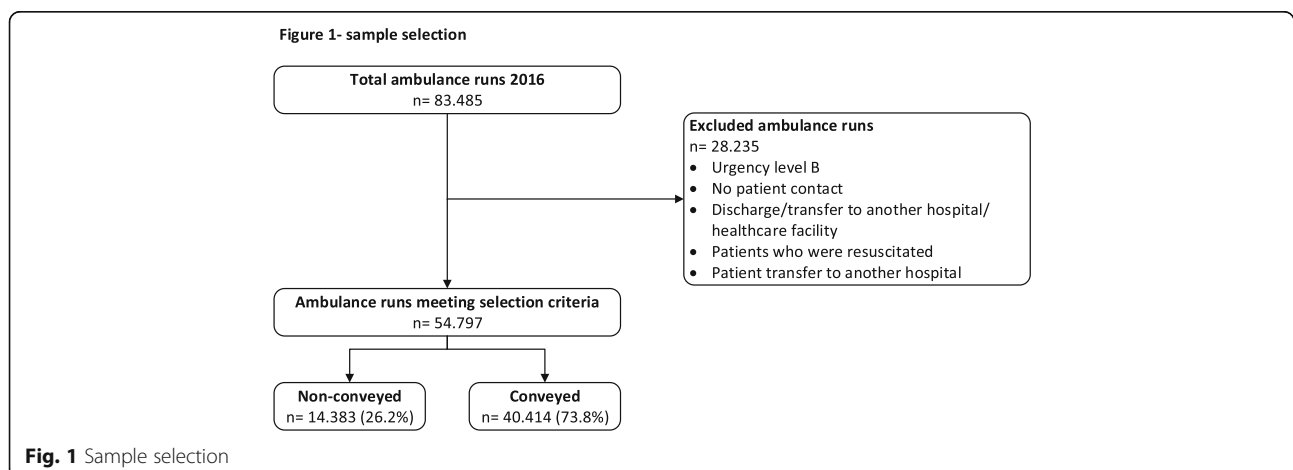 Figure 1- sample selection
Total ambulance runs 2016
n= 83.485
Excluded ambulance runs
n= 28.235
• Urgency level B
• No patient contact
• Discharge/transfer to another hospital/
healthcare facility
• Patients who were resuscitated
• Patient transfer to another hospital
Ambulance runs meeting selection criteria
n= 54.797
Non-conveyed
n= 14.383 (26.2%)
Conveyed
n= 40.414 (73.8%)
Fig. 1 Sample selection